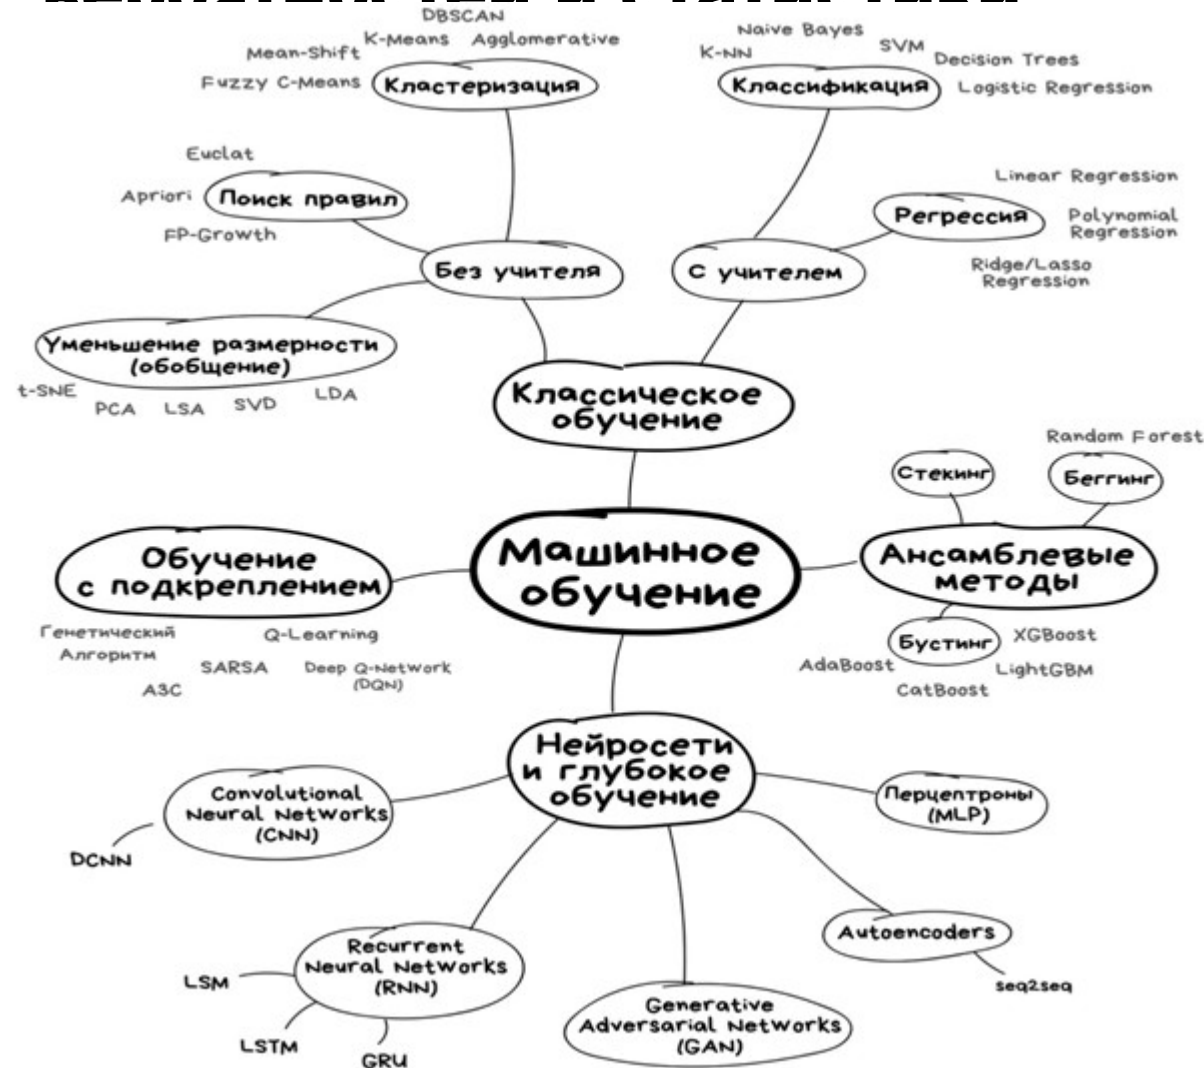 DBSCAN
Mean-Shift
K-Means
Agglomerative
Fuzzy C-Means
Кластеризация
Naive Bayes
K-NN
SVM
Decision Trees
Классификация
Logistic Regression
Euclat
Apriori
Поиск правил
FP-Growth
Linear Regression
Регрессия
Polynomial
Regression
Ridge/Lasso
Regression
Без учителя
С учителем
Уменьшение размерности
(обобщение)
t-SNE
PCA
LSA
SVD
LDA
Классическое
обучение
Random Forest
Стекинг
Беггинг
Обучение
с подкреплением
Машинное
обучение
Ансамблевые
методы
Генетический
Алгоритм
Q-Learning
SARSA
Deep Q-Network
(DQN)
A3C
Бустинг
XGBoost
AdaBoost
LightGBM
CatBoost
Нейросети
и глубокое
обучение
Convolutional
Neural Networks
(CNN)
DCNN
Перцептроны
(MLP)
Recurrent
Neural Networks
(RNN)
LSM
LSTM
GRU
Autoencoders
seq2seq
Generative
Adversarial Networks
(GAN)